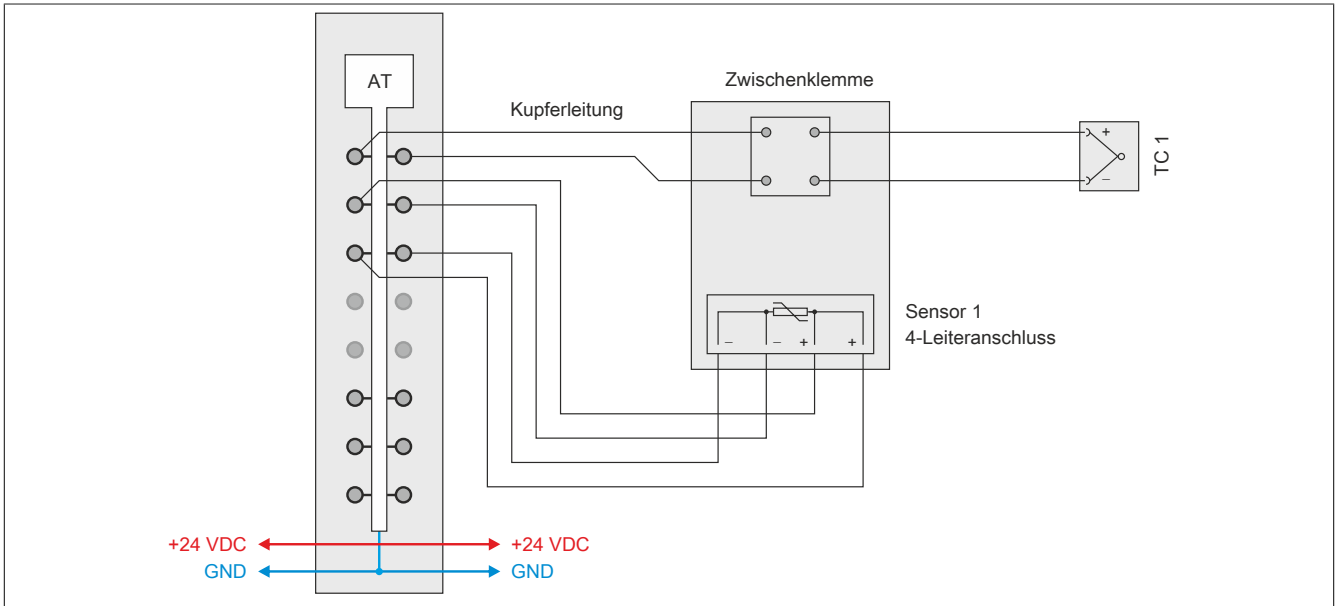 AT
Zwischenklemme
Kupferleitung
+
−
TC 1
Sensor 1
4-Leiteranschluss
− − + +
+24 VDC
+24 VDC
GND
GND